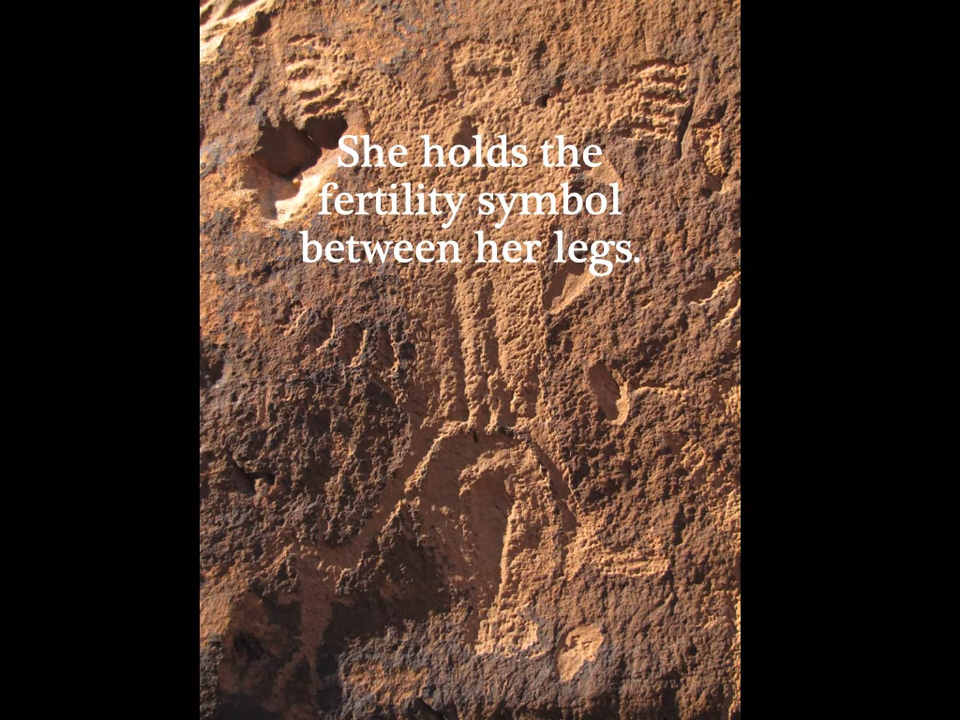 She holds the
fertility symbol
between her legs.